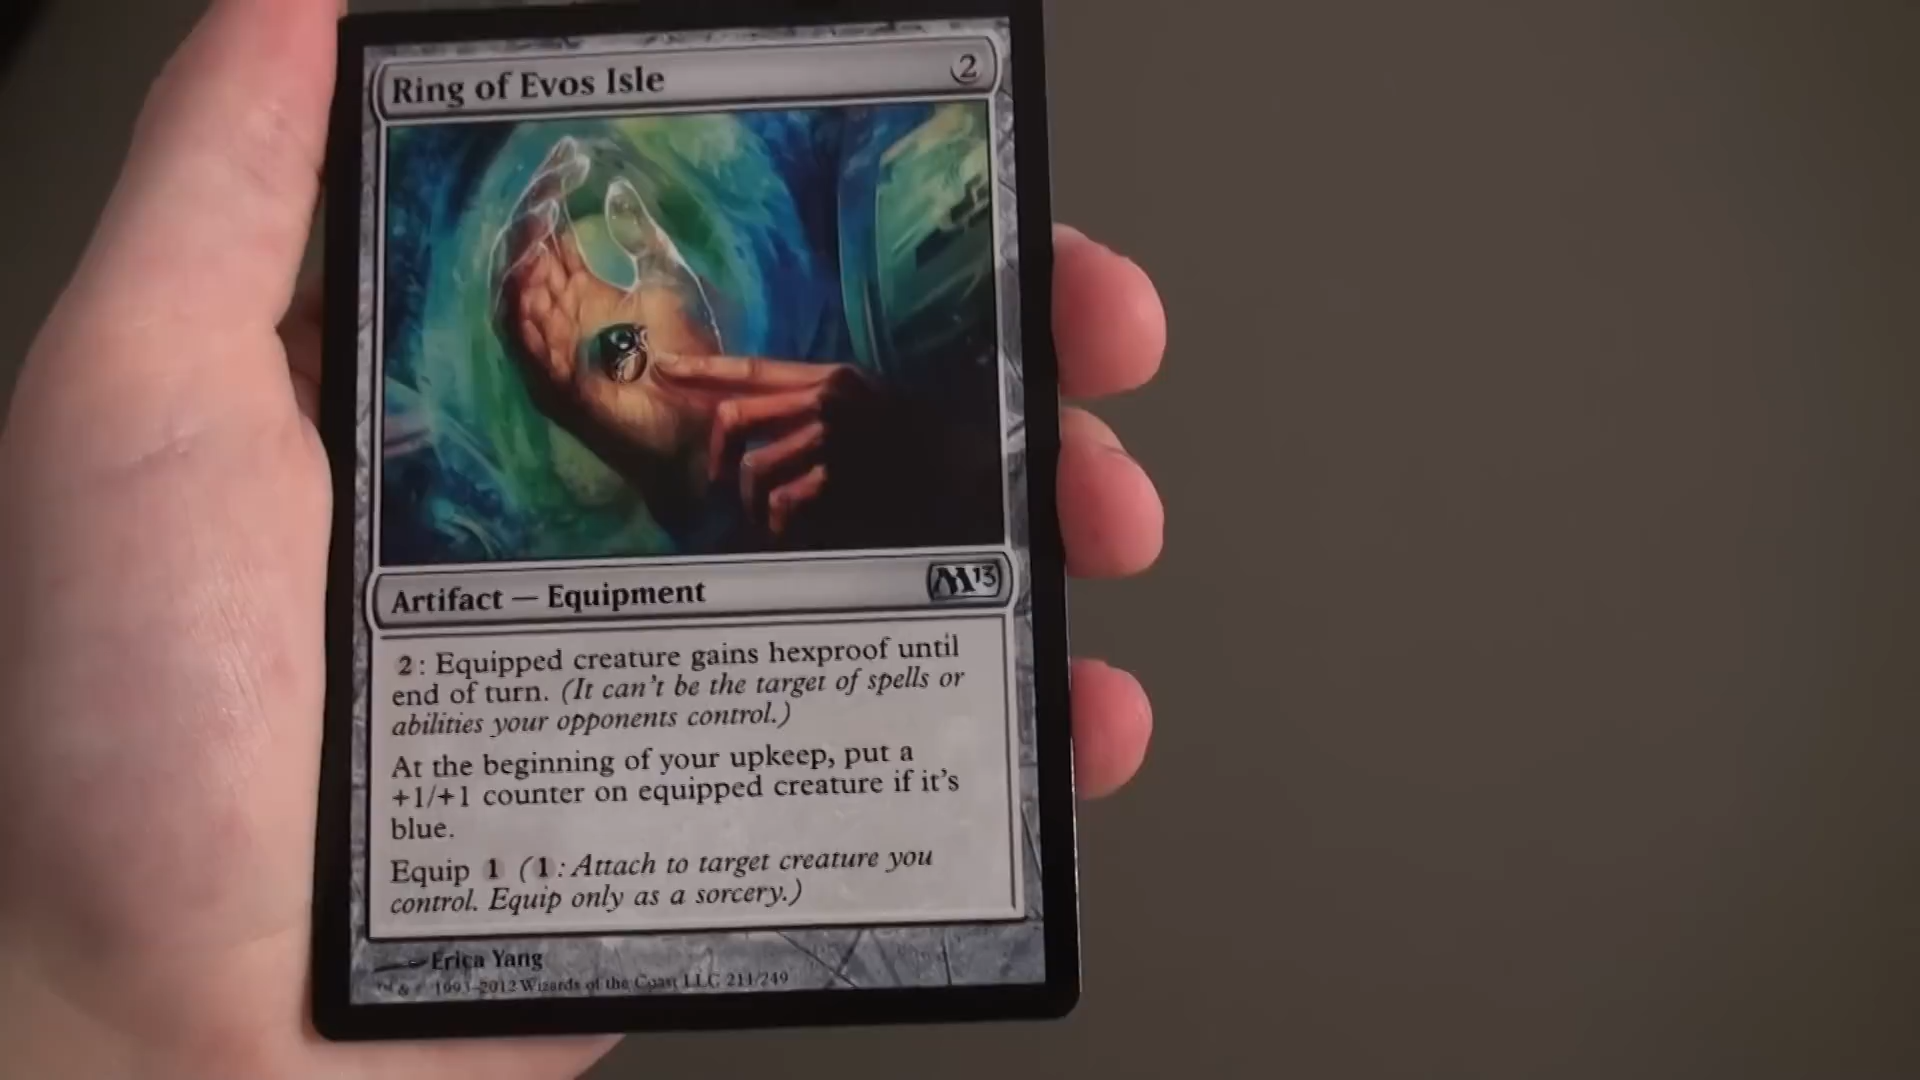 Ring of Evos Isle 2
Artifact — Equipment M13
2: Equipped creature gains hexproof until
end of turn. (It can't be the target of spells or
abilities your opponents control.)
At the beginning of your upkeep, put a
+1/+1 counter on equipped creature if it's
blue.
Equip 1 (1: Attach to target creature you
control. Equip only as a sorcery.)
Erica Yang
™ & © 1993–2012 Wizards of the Coast LLC 211/249